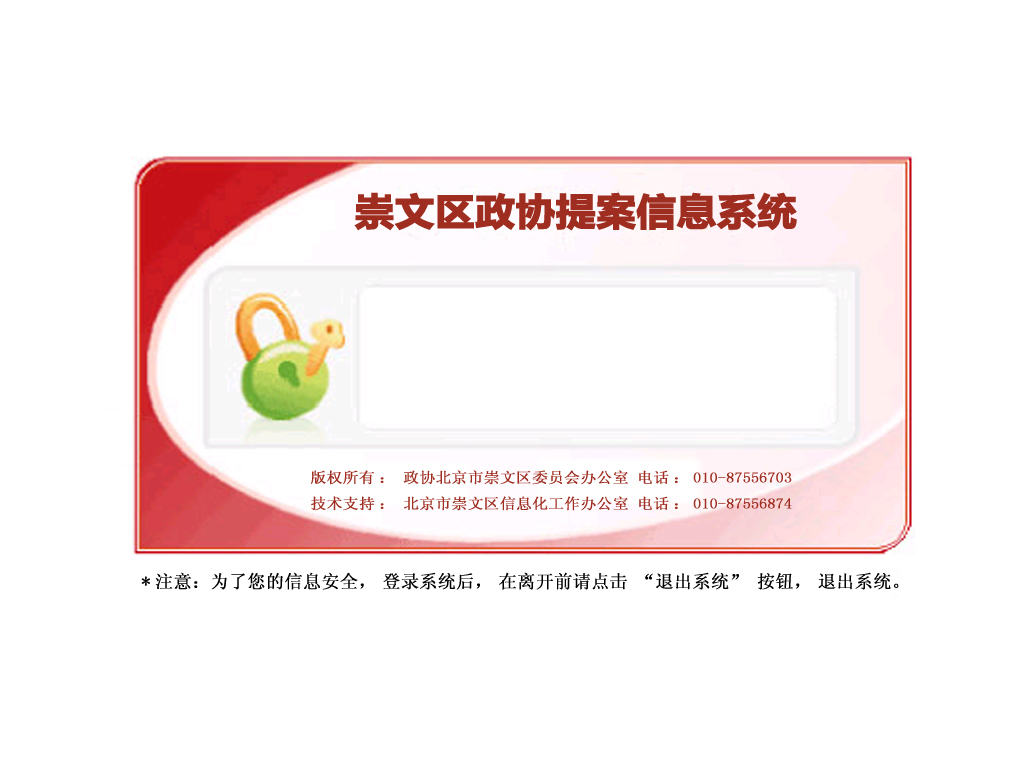 崇文区政协提案信息系统
版权所有： 政协北京市崇文区委员会办公室 电话： 010-87556703
技术支持： 北京市崇文区信息化工作办公室 电话： 010-87556874
*注意：为了您的信息安全， 登录系统后， 在离开前请点击 “退出系统” 按钮， 退出系统。